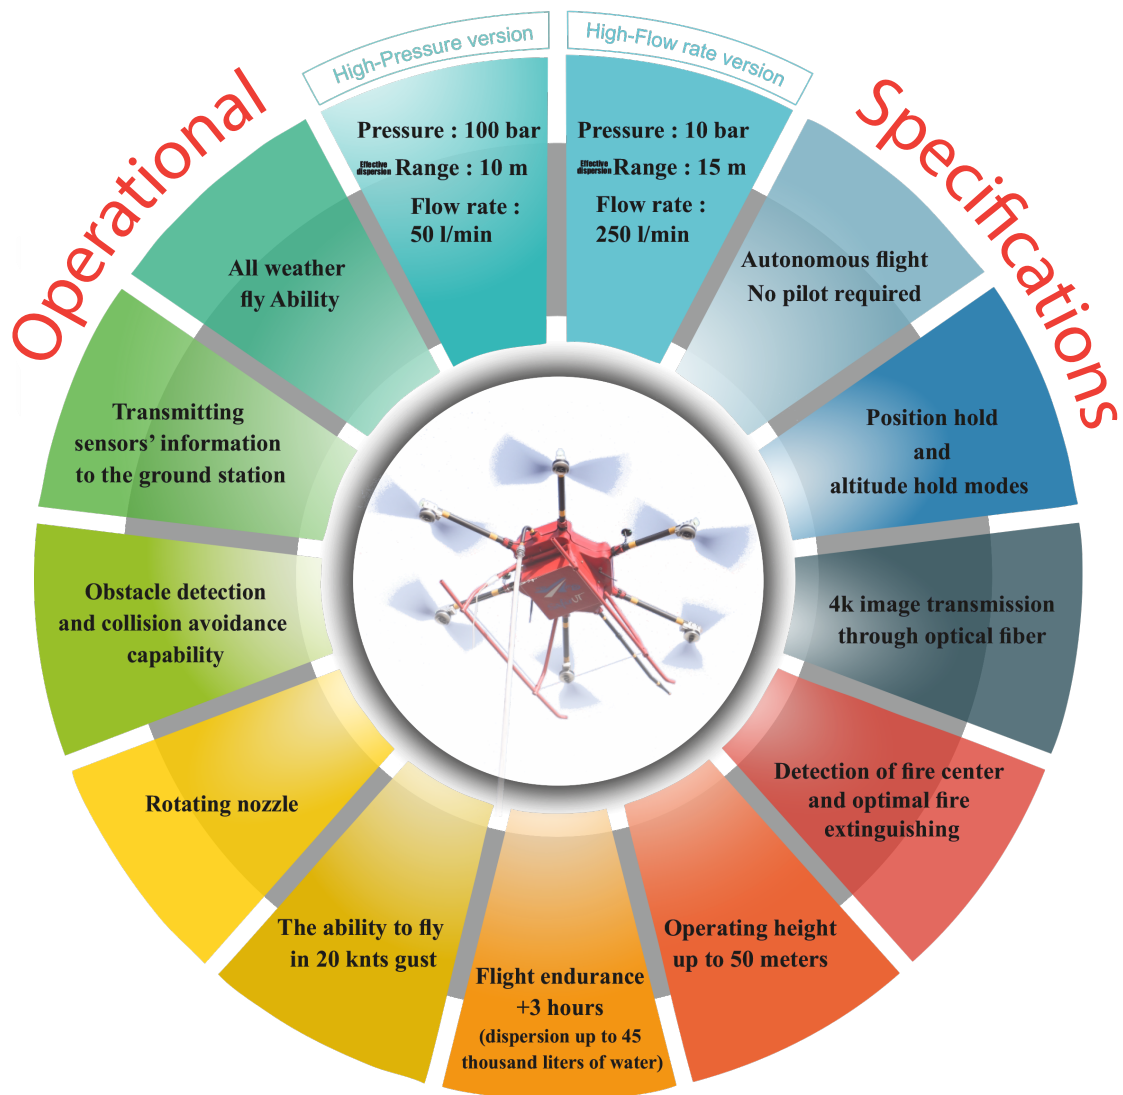 Operational
Specifications
High-Pressure version
Pressure : 100 bar
Effective
dispersion Range : 10 m
Flow rate :
50 l/min
High-Flow rate version
Pressure : 10 bar
Effective
dispersion Range : 15 m
Flow rate :
250 l/min
Autonomous flight
No pilot required
Position hold
and
altitude hold modes
4k image transmission
through optical fiber
Detection of fire center
and optimal fire
extinguishing
Operating height
up to 50 meters
Flight endurance
+3 hours
(dispersion up to 45
thousand liters of water)
The ability to fly
in 20 knts gust
Rotating nozzle
Obstacle detection
and collision avoidance
capability
Transmitting
sensors’ information
to the ground station
All weather
fly Ability